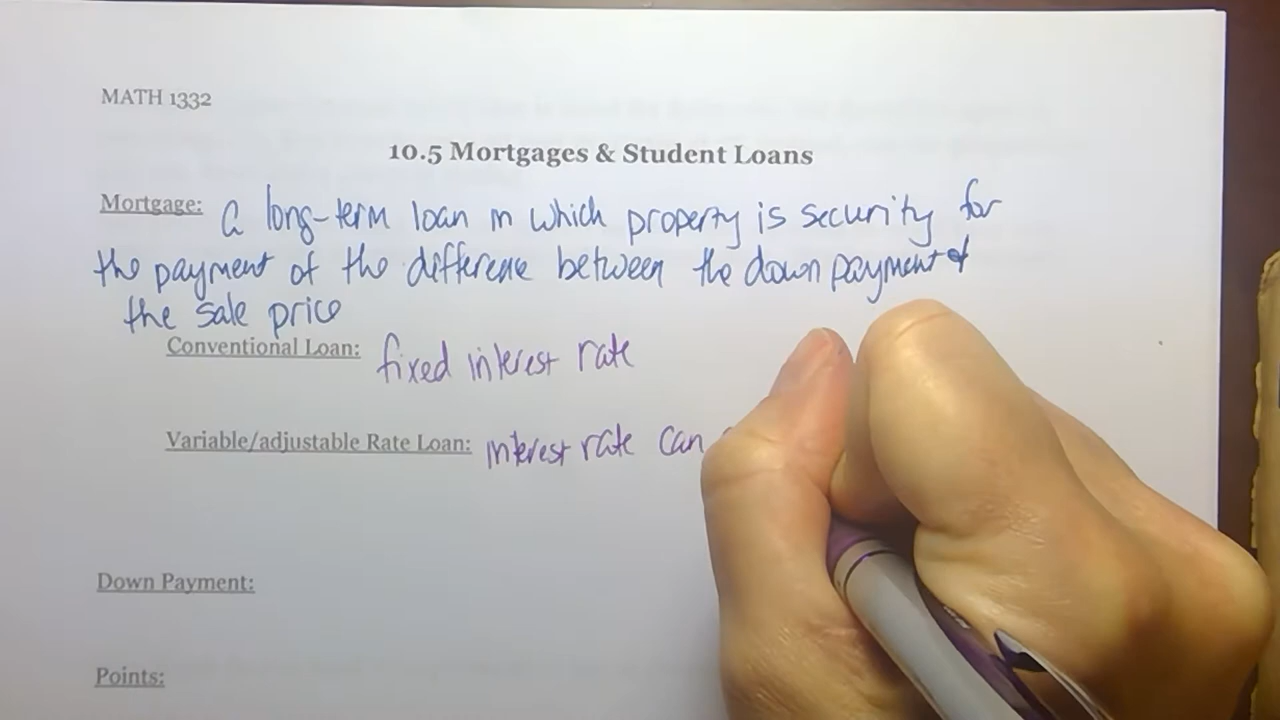 MATH 1332
10.5 Mortgages & Student Loans
Mortgage: a long-term loan in which property is security for
the payment of the difference between the down payment &
the sale price
Conventional Loan: fixed interest rate
Variable/adjustable Rate Loan: interest rate can
Down Payment:
Points: